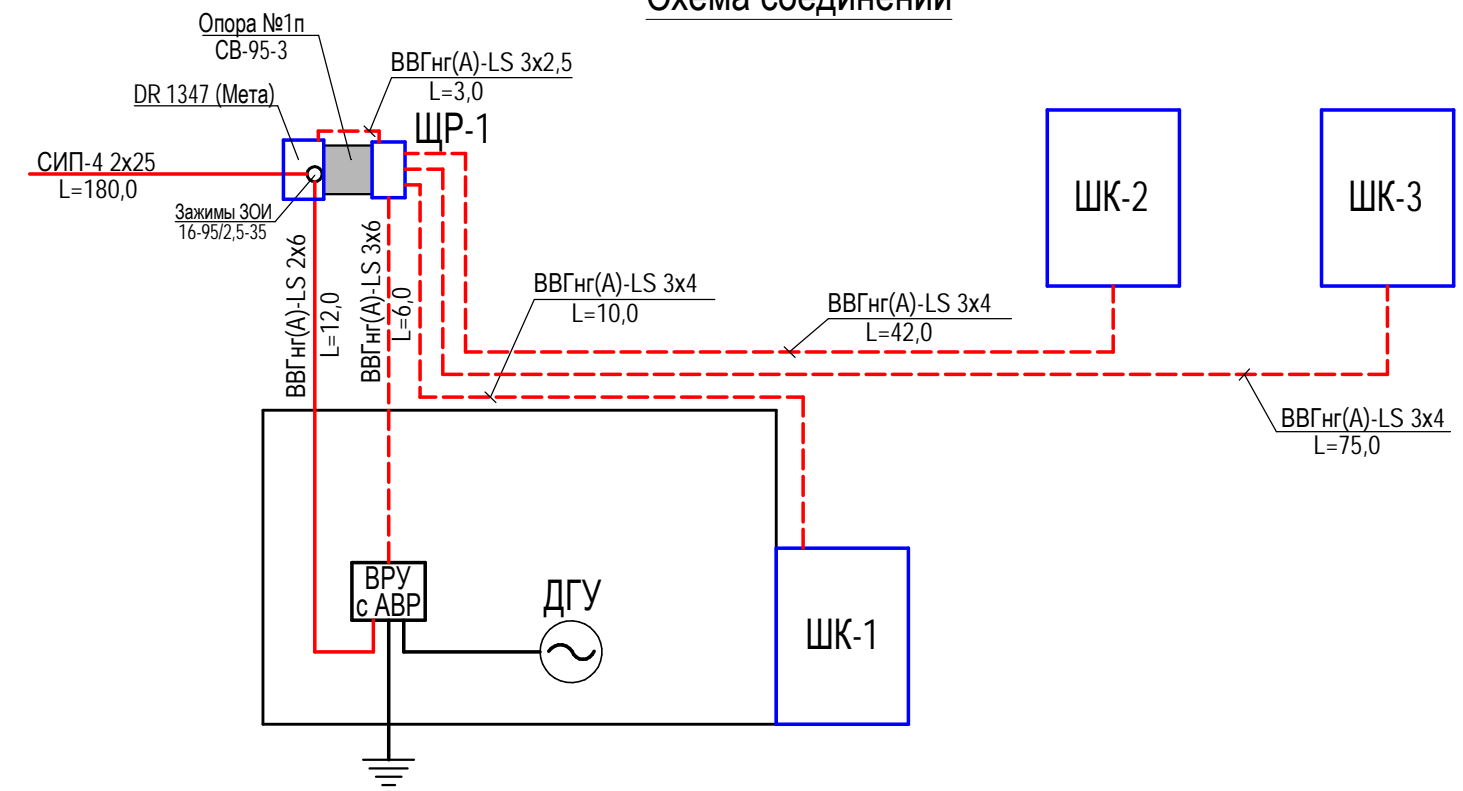 Схема соединений
Опора №1п
СВ-95-3
ВВГнг(А)-LS 3х2,5
L=3,0
DR 1347 (Мета)
ЩР-1
СИП-4 2х25
L=180,0
Зажимы ЗОИ
16-95/2,5-35
ВВГнг(А)-LS 2х6
L=12,0
ВВГнг(А)-LS 3х6
L=6,0
ВВГнг(А)-LS 3х4
L=10,0
ВВГнг(А)-LS 3х4
L=42,0
ШК-2
ШК-3
ВВГнг(А)-LS 3х4
L=75,0
ВРУ
с АВР
ДГУ
ШК-1